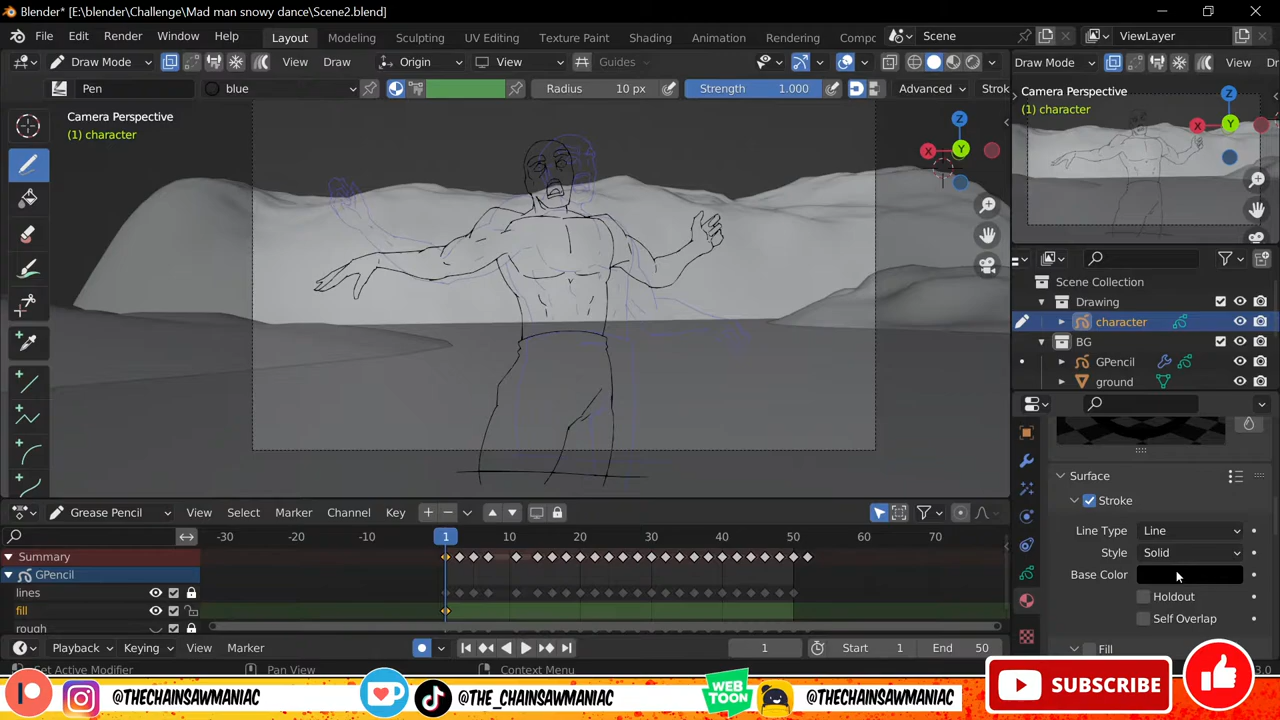 Blender* [E:\blender\Challenge\Mad man snowy dance\Scene2.blend]
File Edit Render Window Help Layout Modeling Sculpting UV Editing Texture Paint Shading Animation Rendering Comp Scene ViewLayer
Draw Mode View Draw Origin View Guides Draw Mode View Dr
Pen blue Radius 10 px Strength 1.000 Advanced Strok
Camera Perspective
(1) character
Z
X
Y
Camera Perspective
(1) character
Z
X
Y
Scene Collection
Drawing
character
BG
GPencil
ground
Surface
Stroke
Line Type Line
Style Solid
Base Color
Holdout
Self Overlap
Fill
Grease Pencil View Select Marker Channel Key
-30 -20 -10 1 10 20 30 40 50 60 70
Summary
GPencil
lines
fill
rough
Playback Keying View Marker 1 Start 1 End 50
Set Active Modifier Pan View Context Menu 3.0
@THECHAINSAWMANIAC @THE_CHAINSAWMANIAC WEB TOON @THECHAINSAWMANIAC SUBSCRIBE